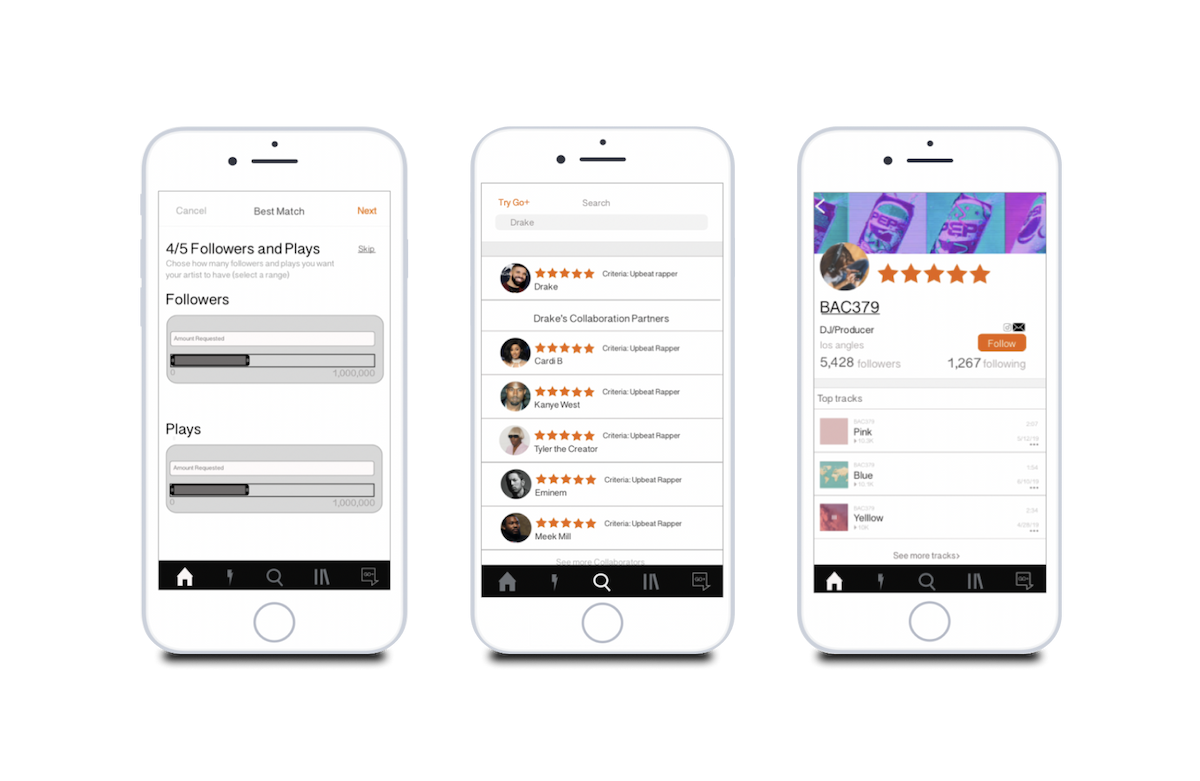 Cancel Best Match Next
4/5 Followers and Plays Skip
Chose how many followers and plays you want
your artist to have (select a range)
Followers
Amount Requested
0 1,000,000
Plays
Amount Requested
0 1,000,000
GO+
Try Go+ Search
Drake
Criteria: Upbeat rapper
Drake
Drake's Collaboration Partners
Criteria: Upbeat Rapper
Cardi B
Criteria: Upbeat Rapper
Kanye West
Criteria: Upbeat Rapper
Tyler the Creator
Criteria: Upbeat Rapper
Eminem
Criteria: Upbeat Rapper
Meek Mill
See more Collaborators
GO+
PEP
PEP
BAC379
DJ/Producer
los angles
Follow
5,428 followers 1,267 following
Top tracks
BAC379 2:07
Pink
10.3K 5/12/19
BAC379 1:54
Blue
10.1K 6/10/19
BAC379 2:34
Yelllow
10K 4/29/19
See more tracks>
GO+